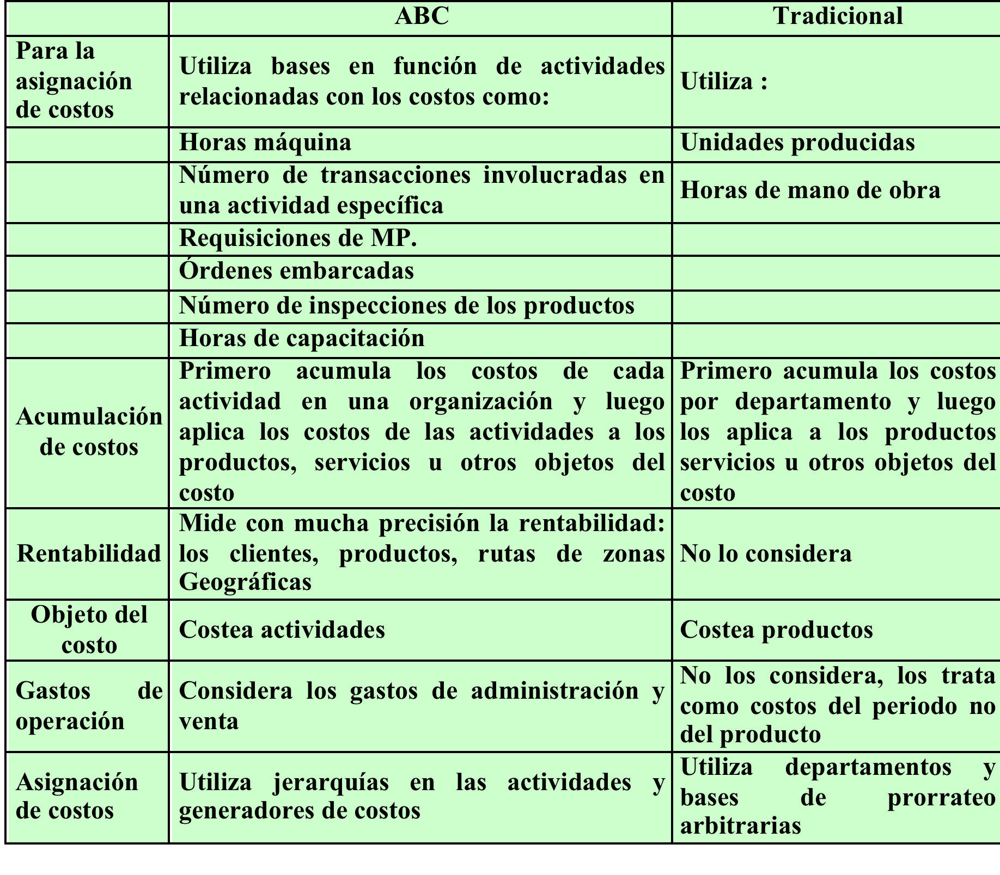 ABC
Tradicional
Para la
asignación
de costos
Utiliza bases en función de actividades
relacionadas con los costos como:
Utiliza :
Horas máquina
Unidades producidas
Número de transacciones involucradas en
una actividad específica
Horas de mano de obra
Requisiciones de MP.
Órdenes embarcadas
Número de inspecciones de los productos
Horas de capacitación
Acumulación
de costos
Primero acumula los costos de cada
actividad en una organización y luego
aplica los costos de las actividades a los
productos, servicios u otros objetos del
costo
Primero acumula los costos
por departamento y luego
los aplica a los productos
servicios u otros objetos del
costo
Rentabilidad
Mide con mucha precisión la rentabilidad:
los clientes, productos, rutas de zonas
Geográficas
No lo considera
Objeto del
costo
Costea actividades
Costea productos
Gastos de
operación
Considera los gastos de administración y
venta
No los considera, los trata
como costos del periodo no
del producto
Asignación
de costos
Utiliza jerarquías en las actividades y
generadores de costos
Utiliza departamentos y
bases de prorrateo
arbitrarias